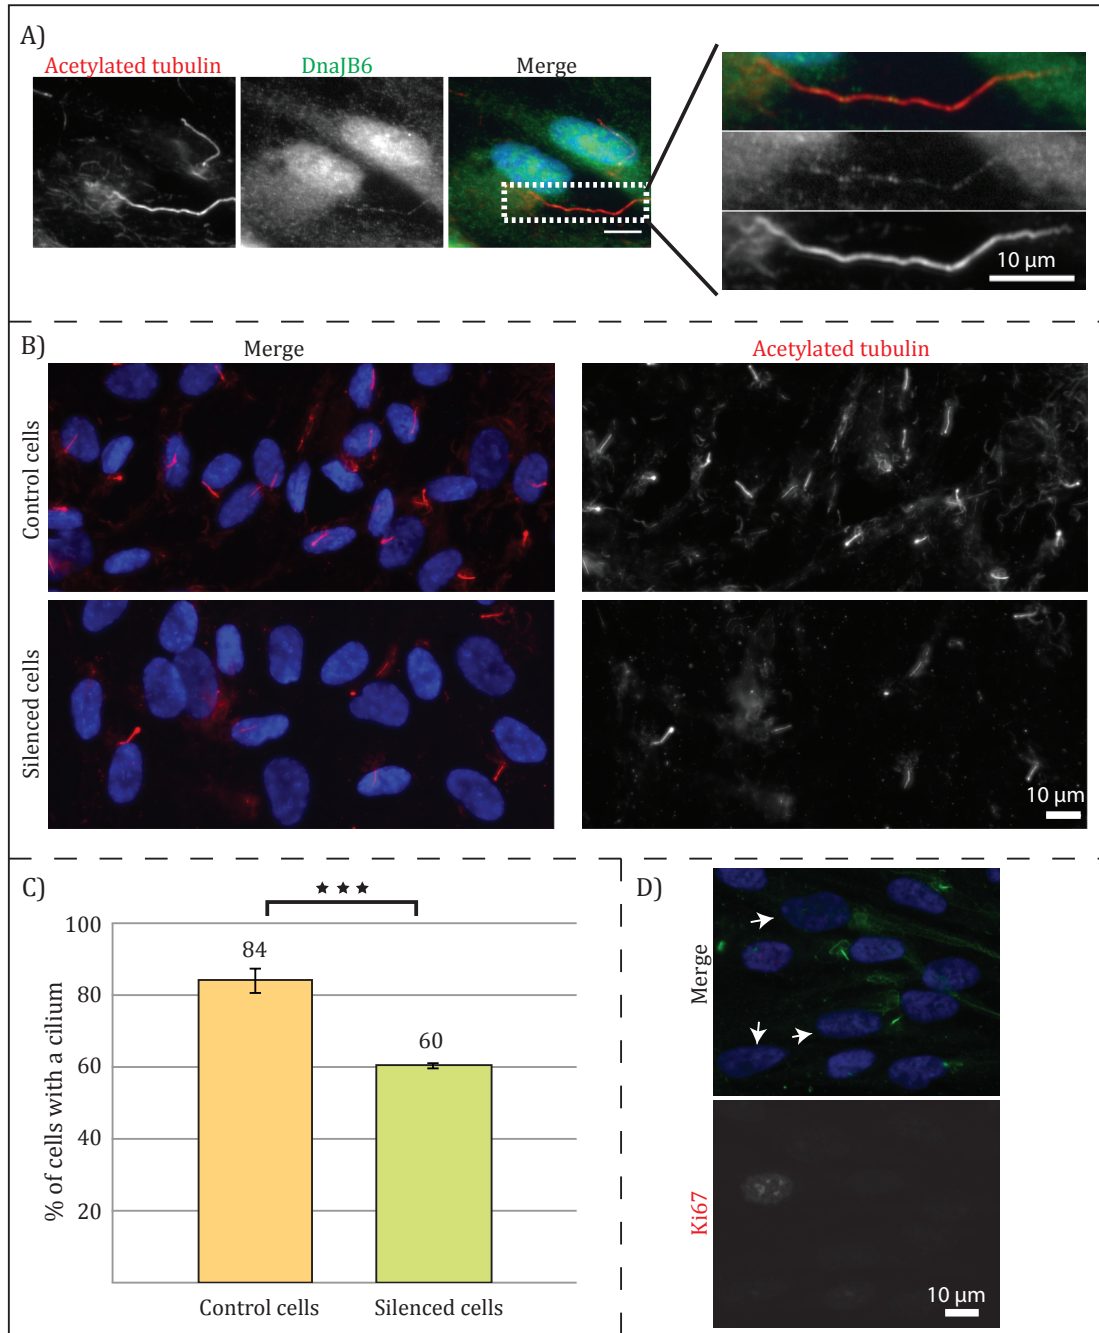 A)
Acetylated tubulin
DnaJB6
Merge
10 µm
B)
Merge
Acetylated tubulin
Control cells
Silenced cells
10 µm
C)
★ ★ ★
% of cells with a cilium
100
80
60
40
20
84
60
Control cells
Silenced cells
D)
Merge
Ki67
10 µm